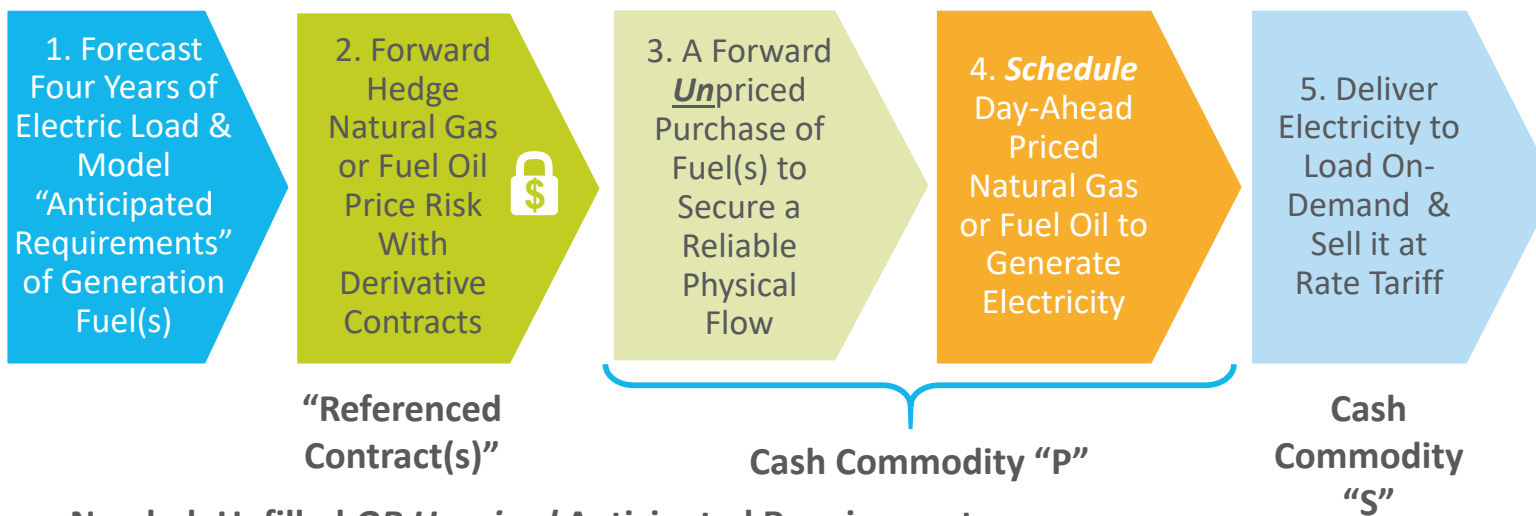 1. Forecast
Four Years of
Electric Load &
Model
“Anticipated
Requirements”
of Generation
Fuel(s)
2. Forward
Hedge
Natural Gas
or Fuel Oil
Price Risk
With
Derivative
Contracts
$
3. A Forward
Unpriced
Purchase of
Fuel(s) to
Secure a
Reliable
Physical
Flow
4. Schedule
Day-Ahead
Priced
Natural Gas
or Fuel Oil to
Generate
Electricity
5. Deliver
Electricity to
Load On-
Demand &
Sell it at
Rate Tariff
“Referenced
Contract(s)”
Cash Commodity “P”
Cash
Commodity
“S”
OR Unpriced Anticipated